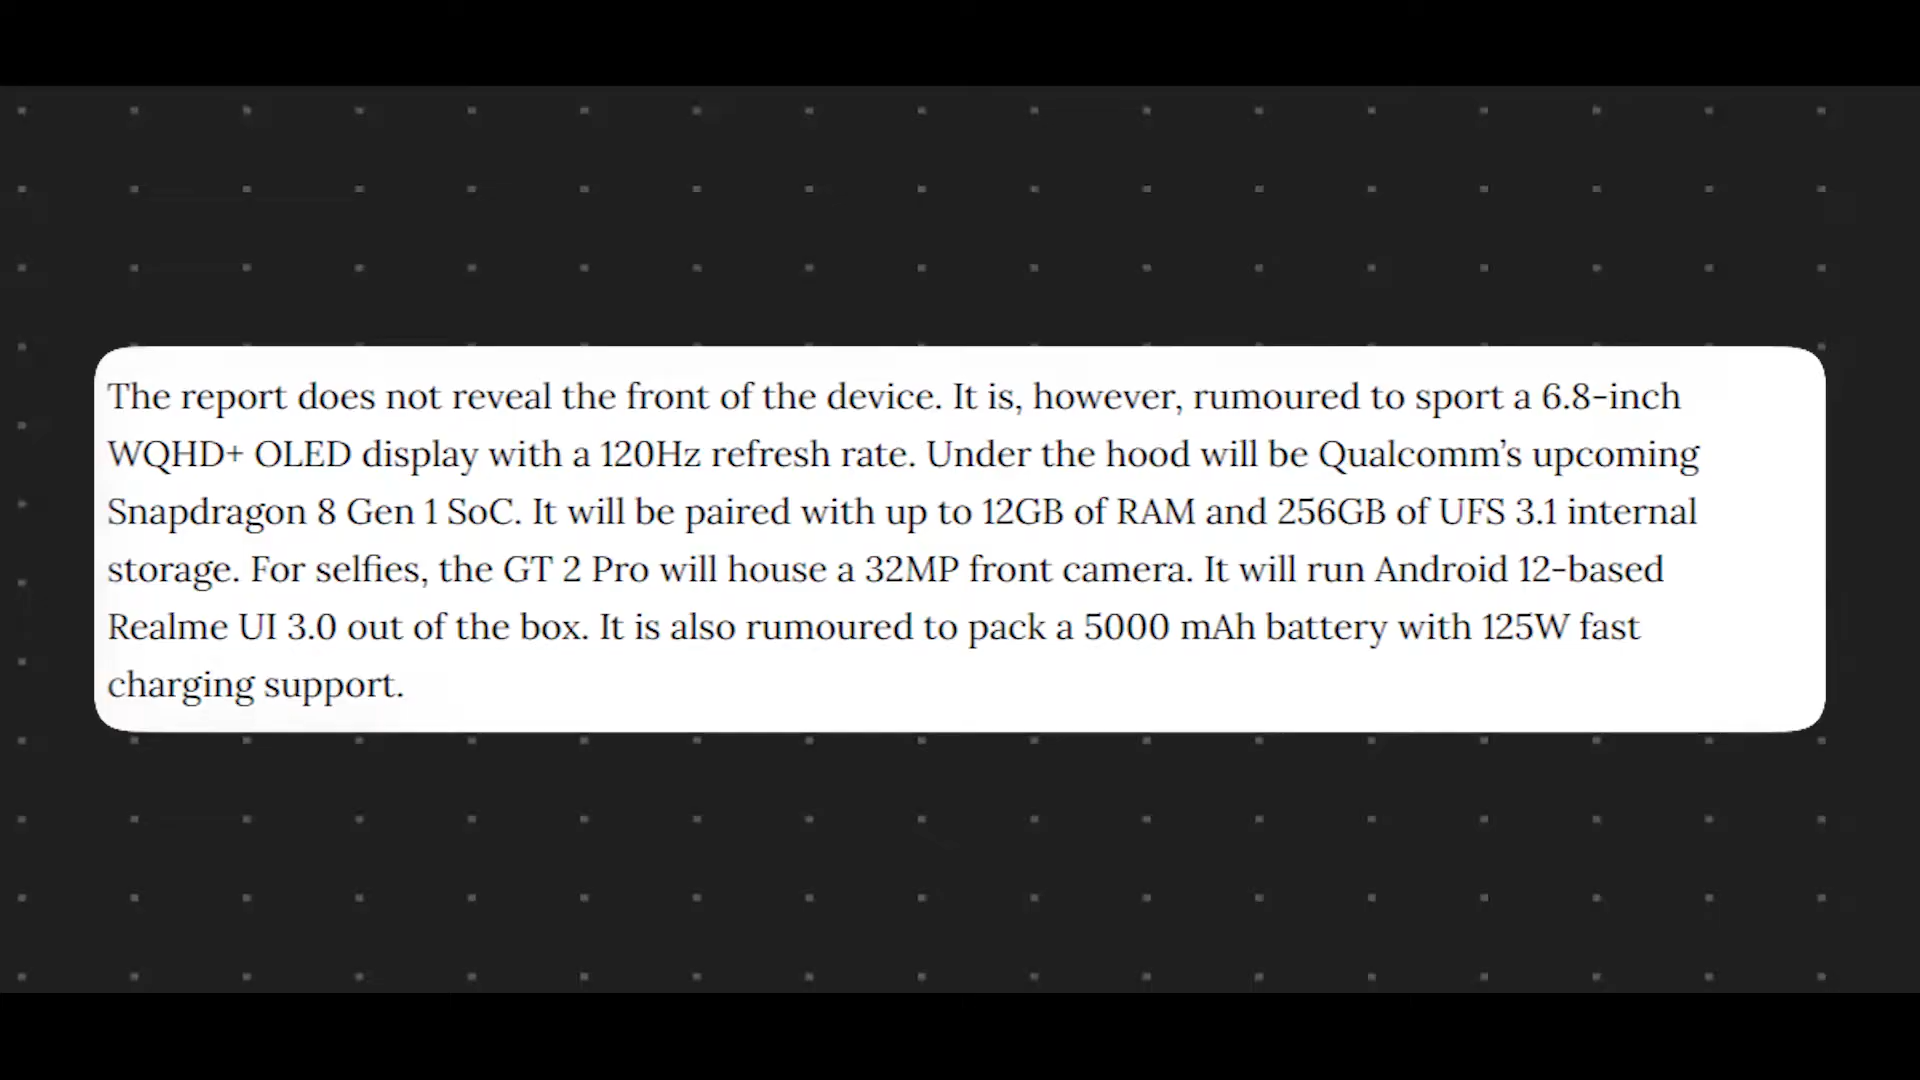 The report does not reveal the front of the device. It is, however, rumoured to sport a 6.8-inch
WQHD+ OLED display with a 120Hz refresh rate. Under the hood will be Qualcomm’s upcoming
Snapdragon 8 Gen 1 SoC. It will be paired with up to 12GB of RAM and 256GB of UFS 3.1 internal
storage. For selfies, the GT 2 Pro will house a 32MP front camera. It will run Android 12-based
Realme UI 3.0 out of the box. It is also rumoured to pack a 5000 mAh battery with 125W fast
charging support.